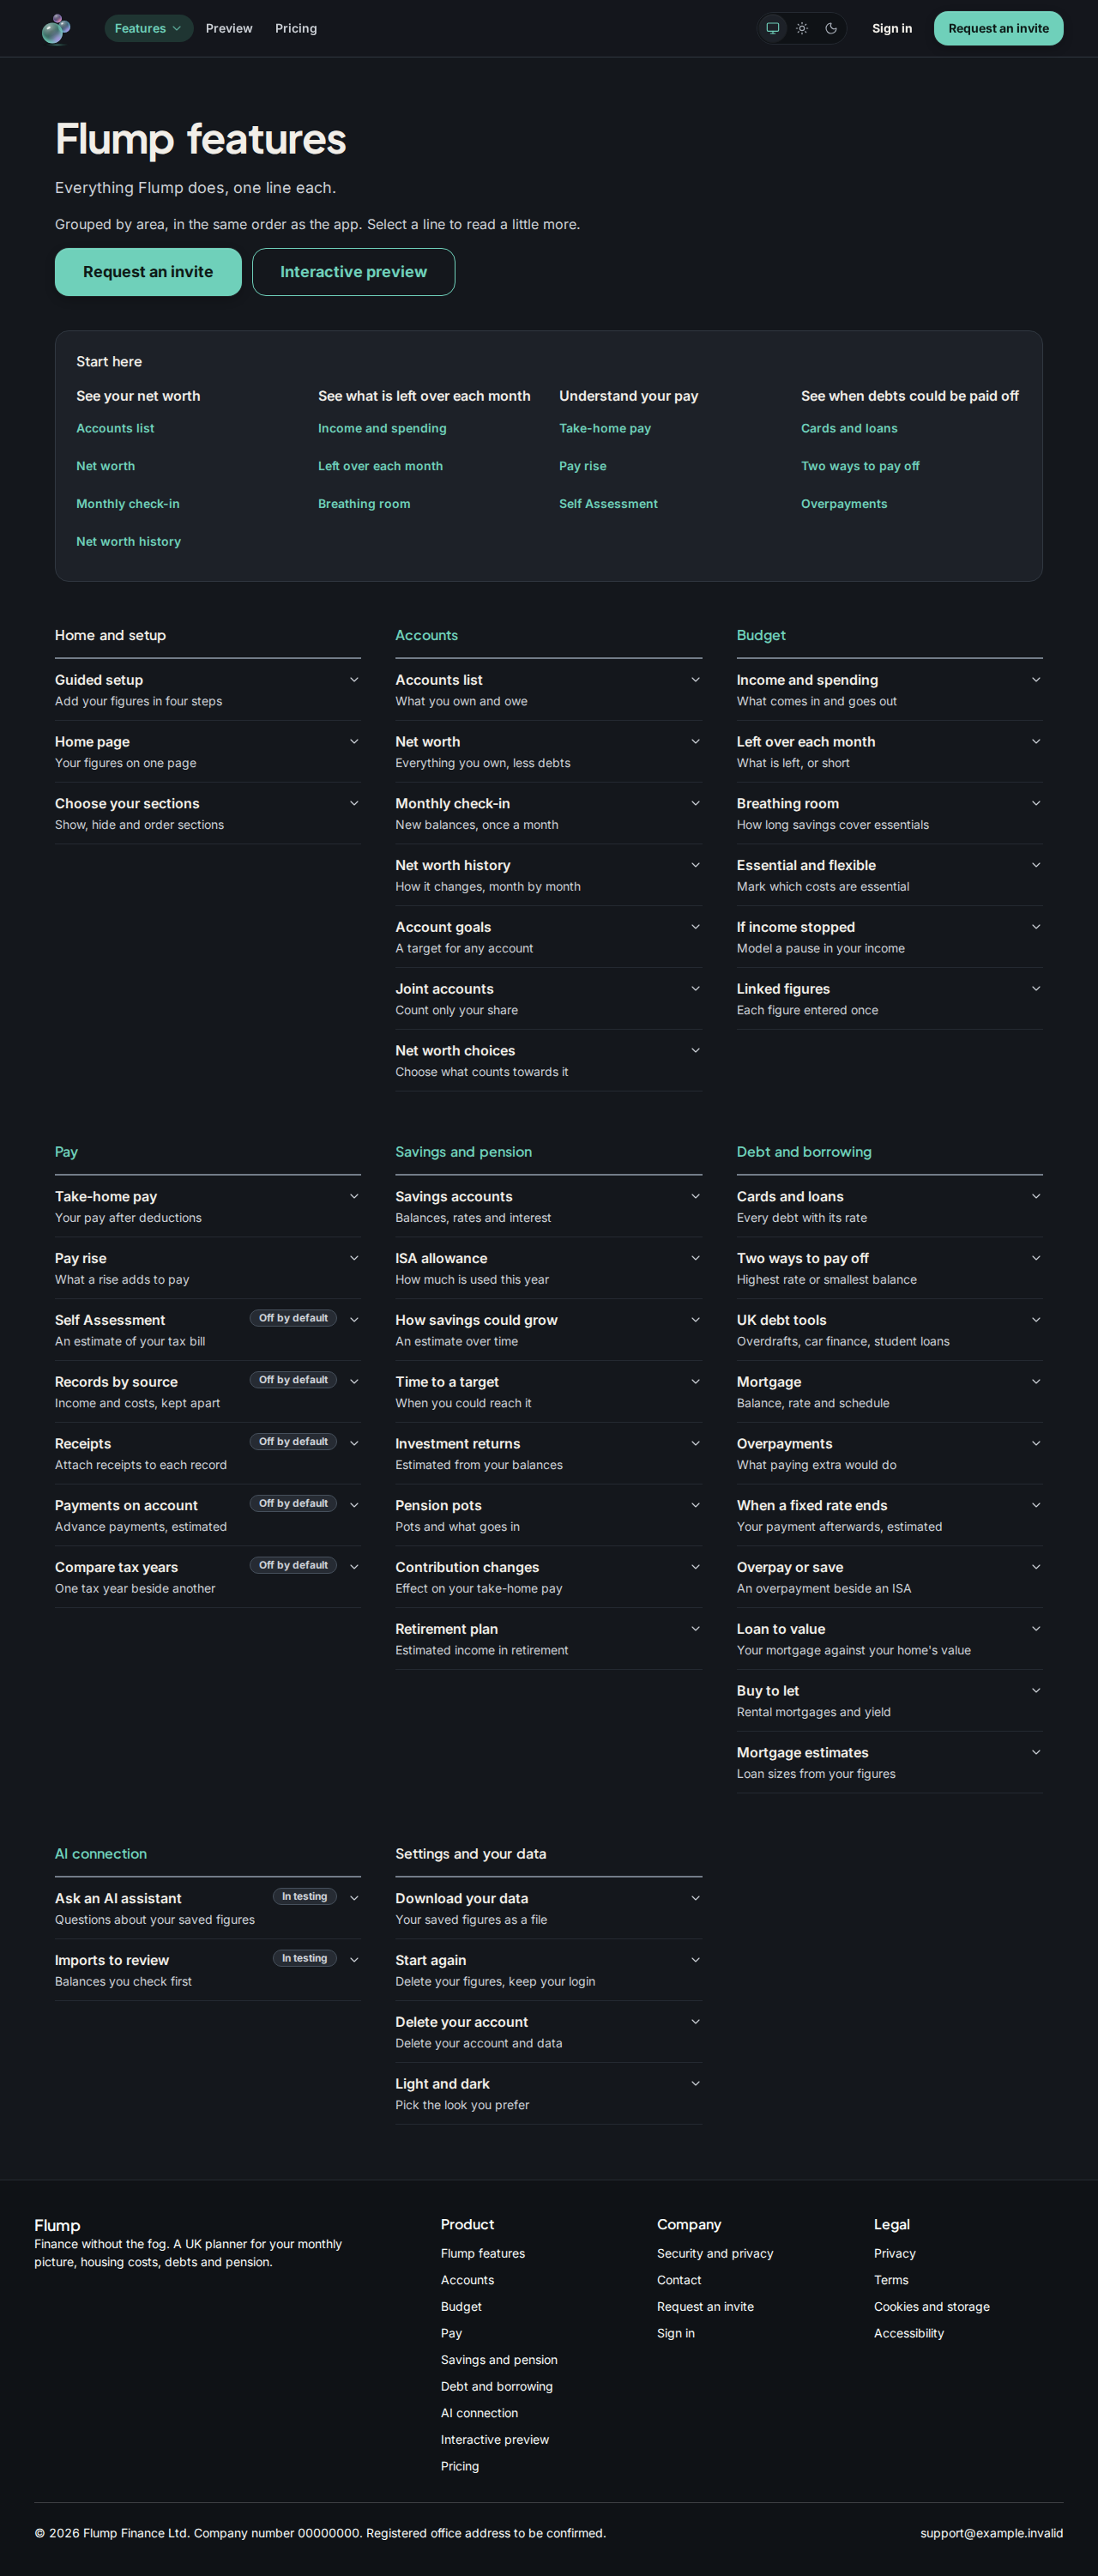 Features
Preview
Pricing
Sign in
Request an invite
Flump features
Everything Flump does, one line each.
Grouped by area, in the same order as the app. Select a line to read a little more.
Request an invite
Interactive preview
Start here
See your net worth
Accounts list
Net worth
Monthly check-in
Net worth history
See what is left over each month
Income and spending
Left over each month
Breathing room
Understand your pay
Take-home pay
Pay rise
Self Assessment
See when debts could be paid off
Cards and loans
Two ways to pay off
Overpayments
Home and setup
Guided setup
Add your figures in four steps
Home page
Your figures on one page
Choose your sections
Show, hide and order sections
Accounts
Accounts list
What you own and owe
Net worth
Everything you own, less debts
Monthly check-in
New balances, once a month
Net worth history
How it changes, month by month
Account goals
A target for any account
Joint accounts
Count only your share
Net worth choices
Choose what counts towards it
Budget
Income and spending
What comes in and goes out
Left over each month
What is left, or short
Breathing room
How long savings cover essentials
Essential and flexible
Mark which costs are essential
If income stopped
Model a pause in your income
Linked figures
Each figure entered once
Pay
Take-home pay
Your pay after deductions
Pay rise
What a rise adds to pay
Self Assessment
Off by default
An estimate of your tax bill
Records by source
Off by default
Income and costs, kept apart
Receipts
Off by default
Attach receipts to each record
Payments on account
Off by default
Advance payments, estimated
Compare tax years
Off by default
One tax year beside another
Savings and pension
Savings accounts
Balances, rates and interest
ISA allowance
How much is used this year
How savings could grow
An estimate over time
Time to a target
When you could reach it
Investment returns
Estimated from your balances
Pension pots
Pots and what goes in
Contribution changes
Effect on your take-home pay
Retirement plan
Estimated income in retirement
Debt and borrowing
Cards and loans
Every debt with its rate
Two ways to pay off
Highest rate or smallest balance
UK debt tools
Overdrafts, car finance, student loans
Mortgage
Balance, rate and schedule
Overpayments
What paying extra would do
When a fixed rate ends
Your payment afterwards, estimated
Overpay or save
An overpayment beside an ISA
Loan to value
Your mortgage against your home's value
Buy to let
Rental mortgages and yield
Mortgage estimates
Loan sizes from your figures
AI connection
Ask an AI assistant
In testing
Questions about your saved figures
Imports to review
In testing
Balances you check first
Settings and your data
Download your data
Your saved figures as a file
Start again
Delete your figures, keep your login
Delete your account
Delete your account and data
Light and dark
Pick the look you prefer
Flump
Finance without the fog. A UK planner for your monthly
picture, housing costs, debts and pension.
Product
Flump features
Accounts
Budget
Pay
Savings and pension
Debt and borrowing
AI connection
Interactive preview
Pricing
Company
Security and privacy
Contact
Request an invite
Sign in
Legal
Privacy
Terms
Cookies and storage
Accessibility
© 2026 Flump Finance Ltd. Company number 00000000. Registered office address to be confirmed.
support@example.invalid